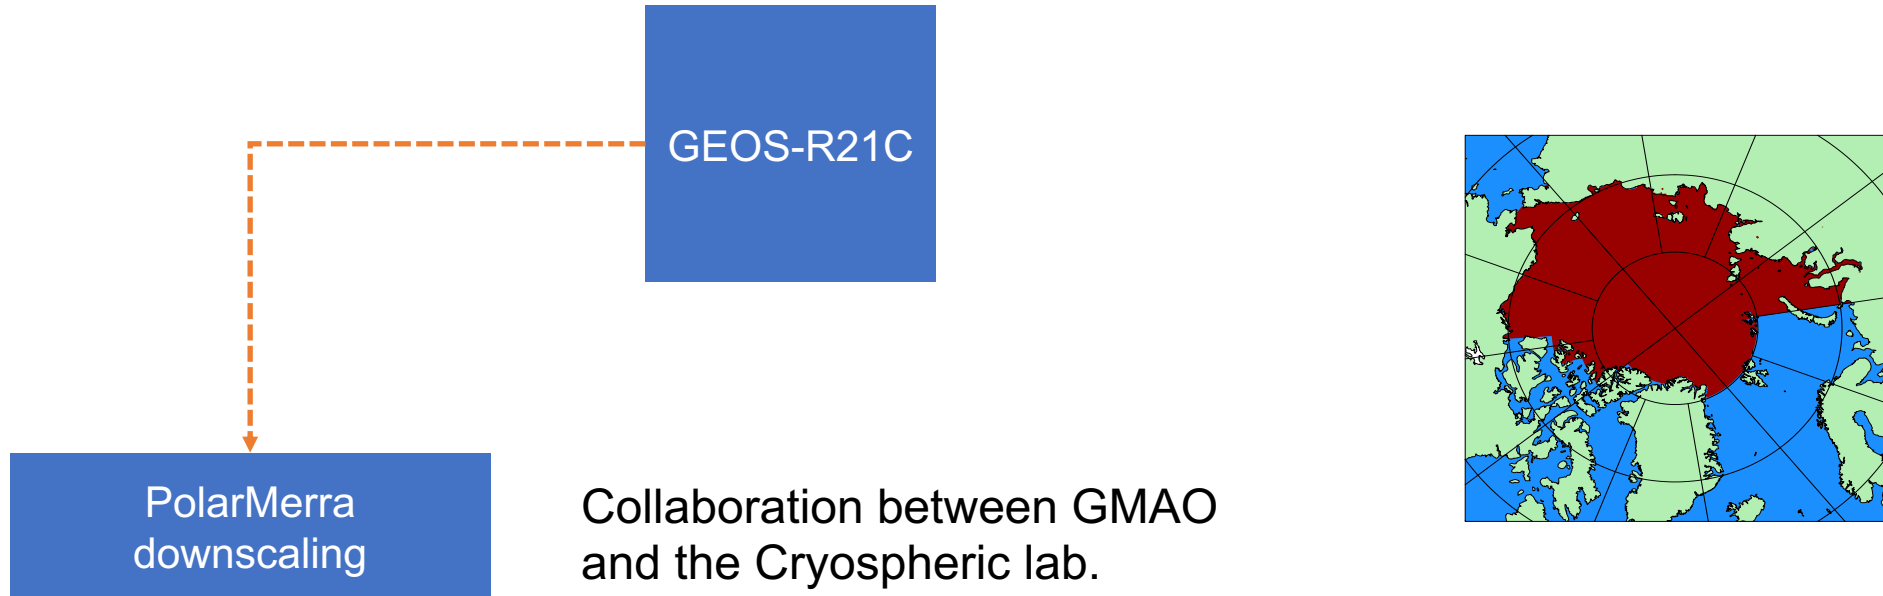 GEOS-R21C
PolarMerra
downscaling
Collaboration between GMAO
and the Cryospheric lab.